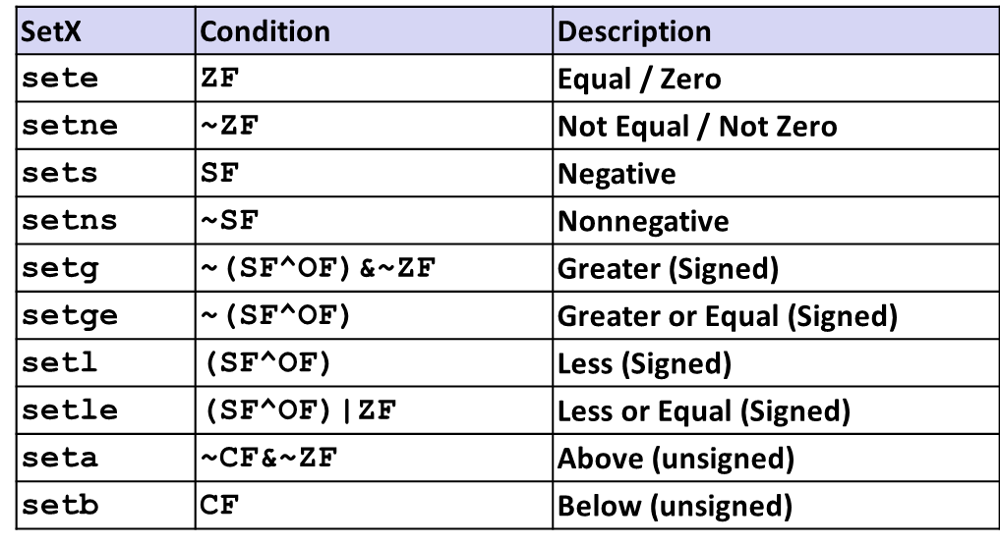 SetX Condition Description
sete ZF Equal / Zero
setne ~ZF Not Equal / Not Zero
sets SF Negative
setns ~SF Nonnegative
setg ~(SF^OF)&~ZF Greater (Signed)
setge ~(SF^OF) Greater or Equal (Signed)
setl (SF^OF) Less (Signed)
setle (SF^OF)|ZF Less or Equal (Signed)
seta ~CF&~ZF Above (unsigned)
setb CF Below (unsigned)